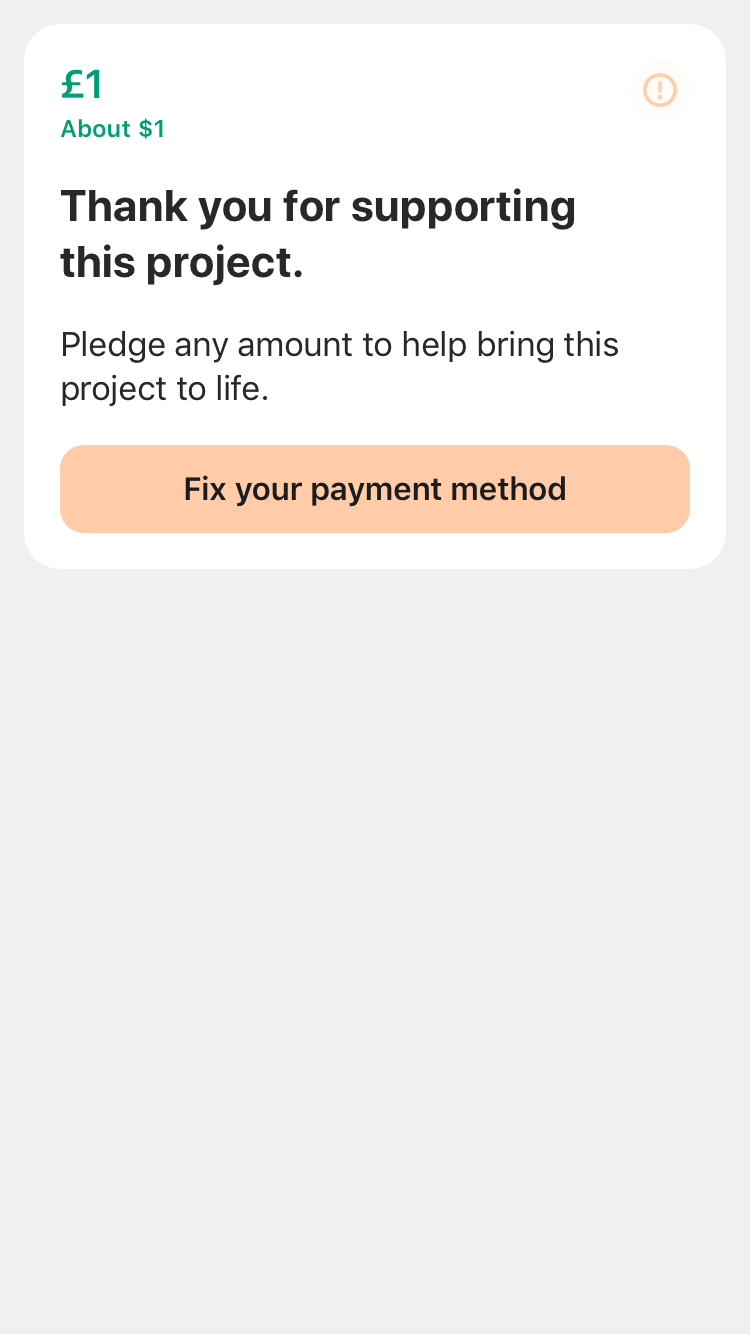 £1
About $1
Thank you for supporting
this project.
Pledge any amount to help bring this
project to life.
Fix your payment method